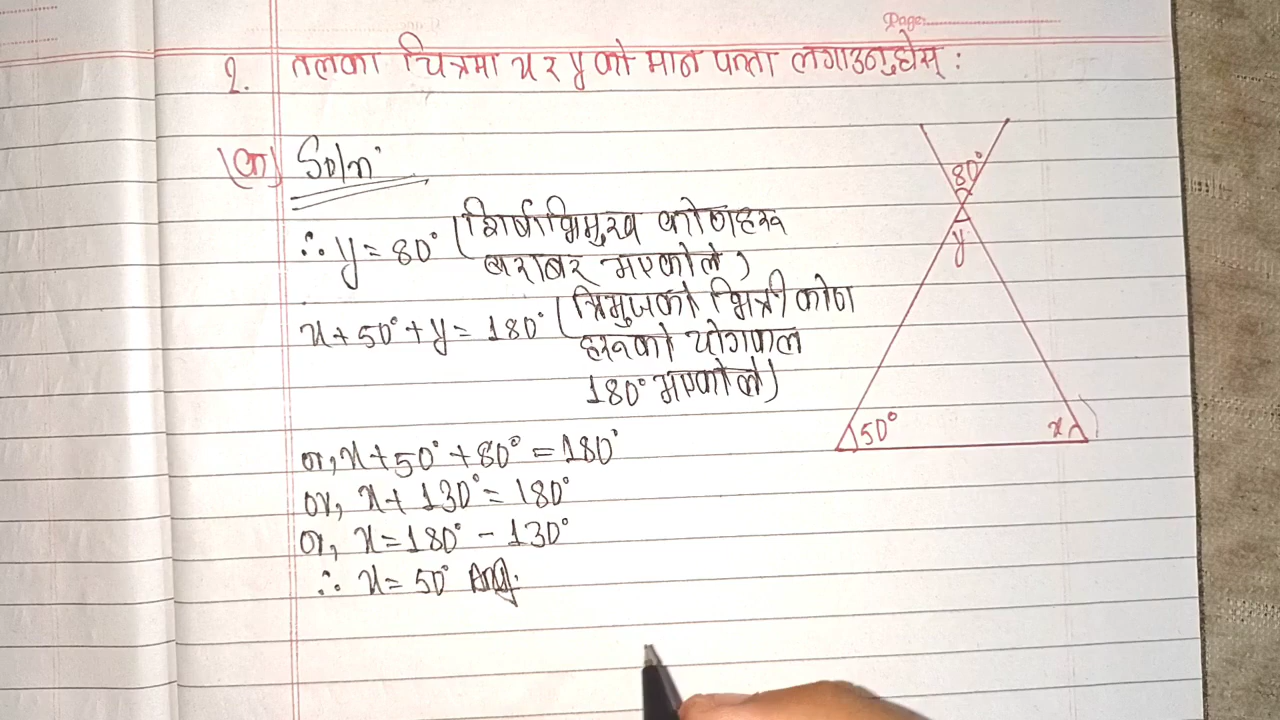 Page:
2. तलका चित्रमा x र y को मान पत्ता लगाउनुहोस् :
(क) Solnः
80°
∴ y = 80° (शिर्षाभिमुख कोणहरू
बराबर भएकोले)
y
x + 50° + y = 180° (त्रिभुजको भित्री कोण
हरूको योगफल
180° भएकोले)
50° x
or, x + 50° + 80° = 180°
or, x + 130° = 180°
or, x = 180° - 130°
∴ x = 50° Ans.